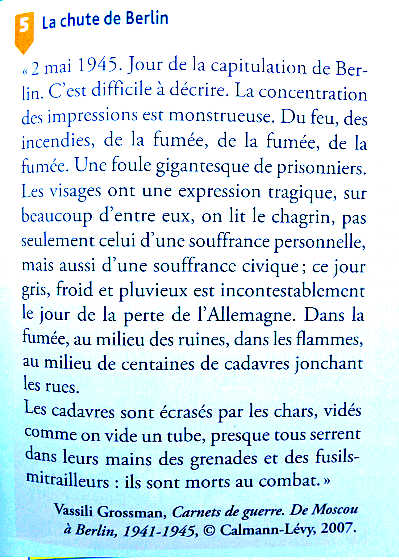 5 La chute de Berlin
« 2 mai 1945. Jour de la capitulation de Ber-
lin. C'est difficile à décrire. La concentration
des impressions est monstrueuse. Du feu, des
incendies, de la fumée, de la fumée, de la
fumée. Une foule gigantesque de prisonniers.
Les visages ont une expression tragique, sur
beaucoup d'entre eux, on lit le chagrin, pas
seulement celui d'une souffrance personnelle,
mais aussi d'une souffrance civique ; ce jour
gris, froid et pluvieux est incontestablement
le jour de la perte de l'Allemagne. Dans la
fumée, au milieu des ruines, dans les flammes,
au milieu de centaines de cadavres jonchant
les rues.
Les cadavres sont écrasés par les chars, vidés
comme on vide un tube, presque tous serrent
dans leurs mains des grenades et des fusils-
mitrailleurs : ils sont morts au combat. »
Vassili Grossman, Carnets de guerre. De Moscou
à Berlin, 1941-1945, © Calmann-Lévy, 2007.